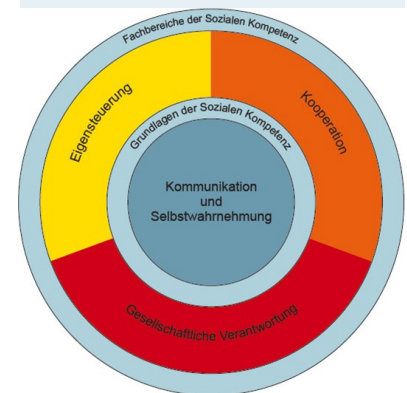 Fachbereiche der Sozialen Kompetenz
Eigensteuerung
Kooperation
Grundlagen der Sozialen Kompetenz
Kommunikation
und
Selbstwahrnehmung
Gesellschaftliche Verantwortung